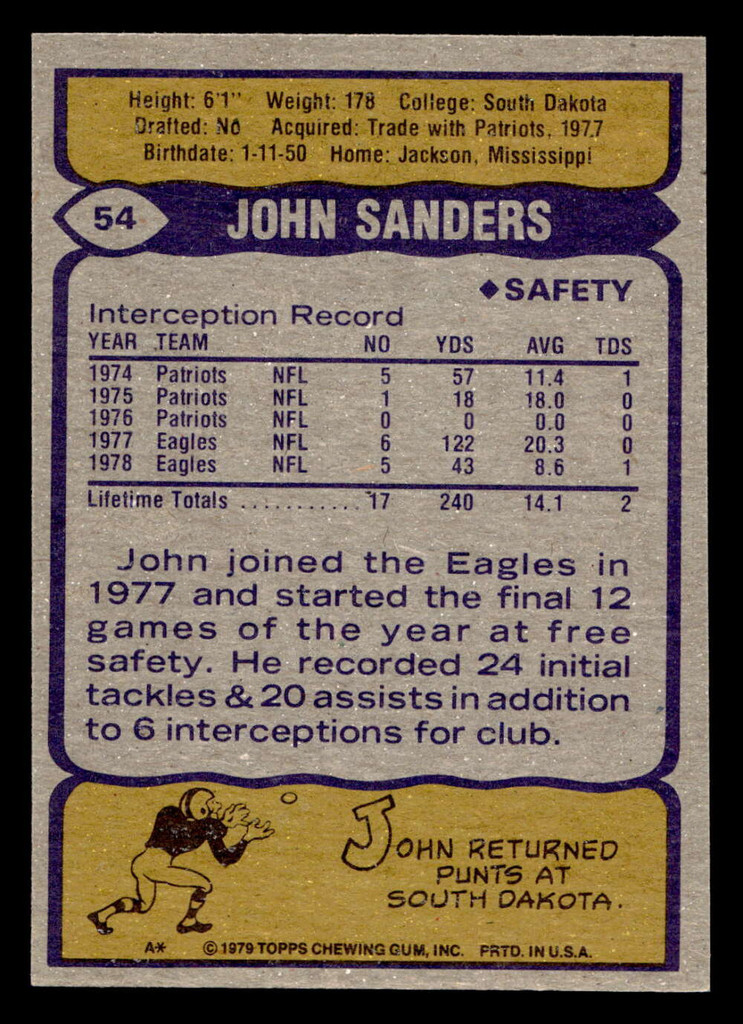 Height: 6'1" Weight: 178 College: South Dakota
Drafted: No Acquired: Trade with Patriots, 1977
Birthdate: 1-11-50 Home: Jackson, Mississippi
54 JOHN SANDERS
◆SAFETY
Interception Record
YEAR TEAM NO YDS AVG TDS
1974 Patriots NFL 5 57 11.4 1
1975 Patriots NFL 1 18 18.0 0
1976 Patriots NFL 0 0 0.0 0
1977 Eagles NFL 6 122 20.3 0
1978 Eagles NFL 5 43 8.6 1
Lifetime Totals ........... 17 240 14.1 2
John joined the Eagles in
1977 and started the final 12
games of the year at free
safety. He recorded 24 initial
tackles & 20 assists in addition
to 6 interceptions for club.
JOHN RETURNED
PUNTS AT
SOUTH DAKOTA.
A* © 1979 TOPPS CHEWING GUM, INC. PRTD. IN U.S.A.